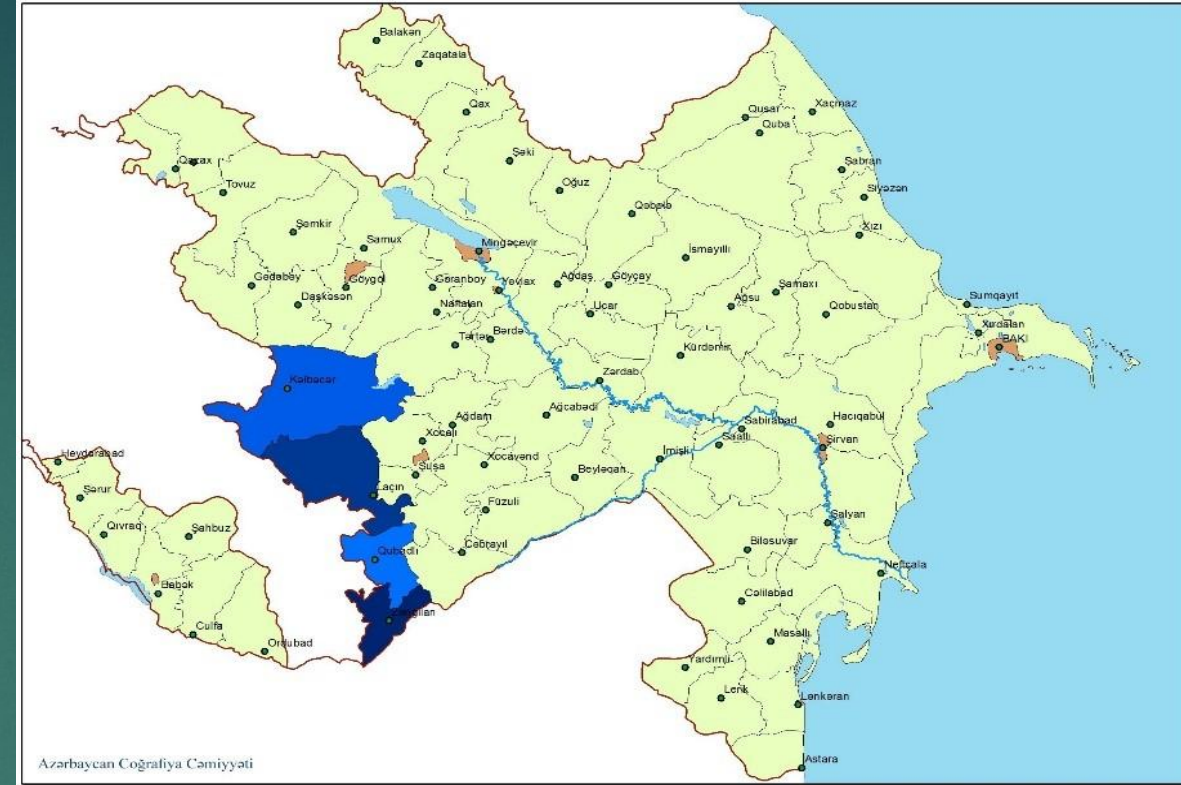 Balakən
Zaqatala
Qax
Şəki
Oğuz
Qəbələ
İsmayıllı
Qusar
Xaçmaz
Quba
Şabran
Siyəzən
Xızı
Qazax
Tovuz
Şəmkir
Samux
Mingəçevir
Gədəbəy
Göygöl
Daşkəsən
Goranboy
Naftalan
Yevlax
Ağdaş
Göyçay
Ucar
Ağsu
Şamaxı
Qobustan
Sumqayıt
Xırdalan
BAKI
Tərtər
Bərdə
Kürdəmir
Zərdab
Kəlbəcər
Ağdam
Ağcabədi
Xocalı
Şuşa
Xocavənd
Beyləqan
İmişli
Sabirabad
Saatlı
Hacıqabul
Şirvan
Laçın
Füzuli
Cəbrayıl
Qubadlı
Zəngilan
Heydərabad
Şərur
Qıvraq
Şahbuz
Babək
Culfa
Ordubad
Salyan
Biləsuvar
Neftçala
Cəlilabad
Masallı
Yardımlı
Lerik
Lənkəran
Astara
Azərbaycan Coğrafiya Cəmiyyəti